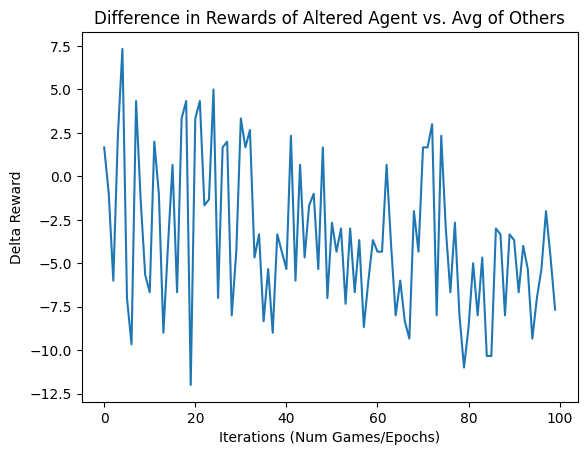 Difference in Rewards of Altered Agent vs. Avg of Others
7.5
5.0
2.5
0.0
−2.5
−5.0
−7.5
−10.0
−12.5
Delta Reward
0 20 40 60 80 100
Iterations (Num Games/Epochs)